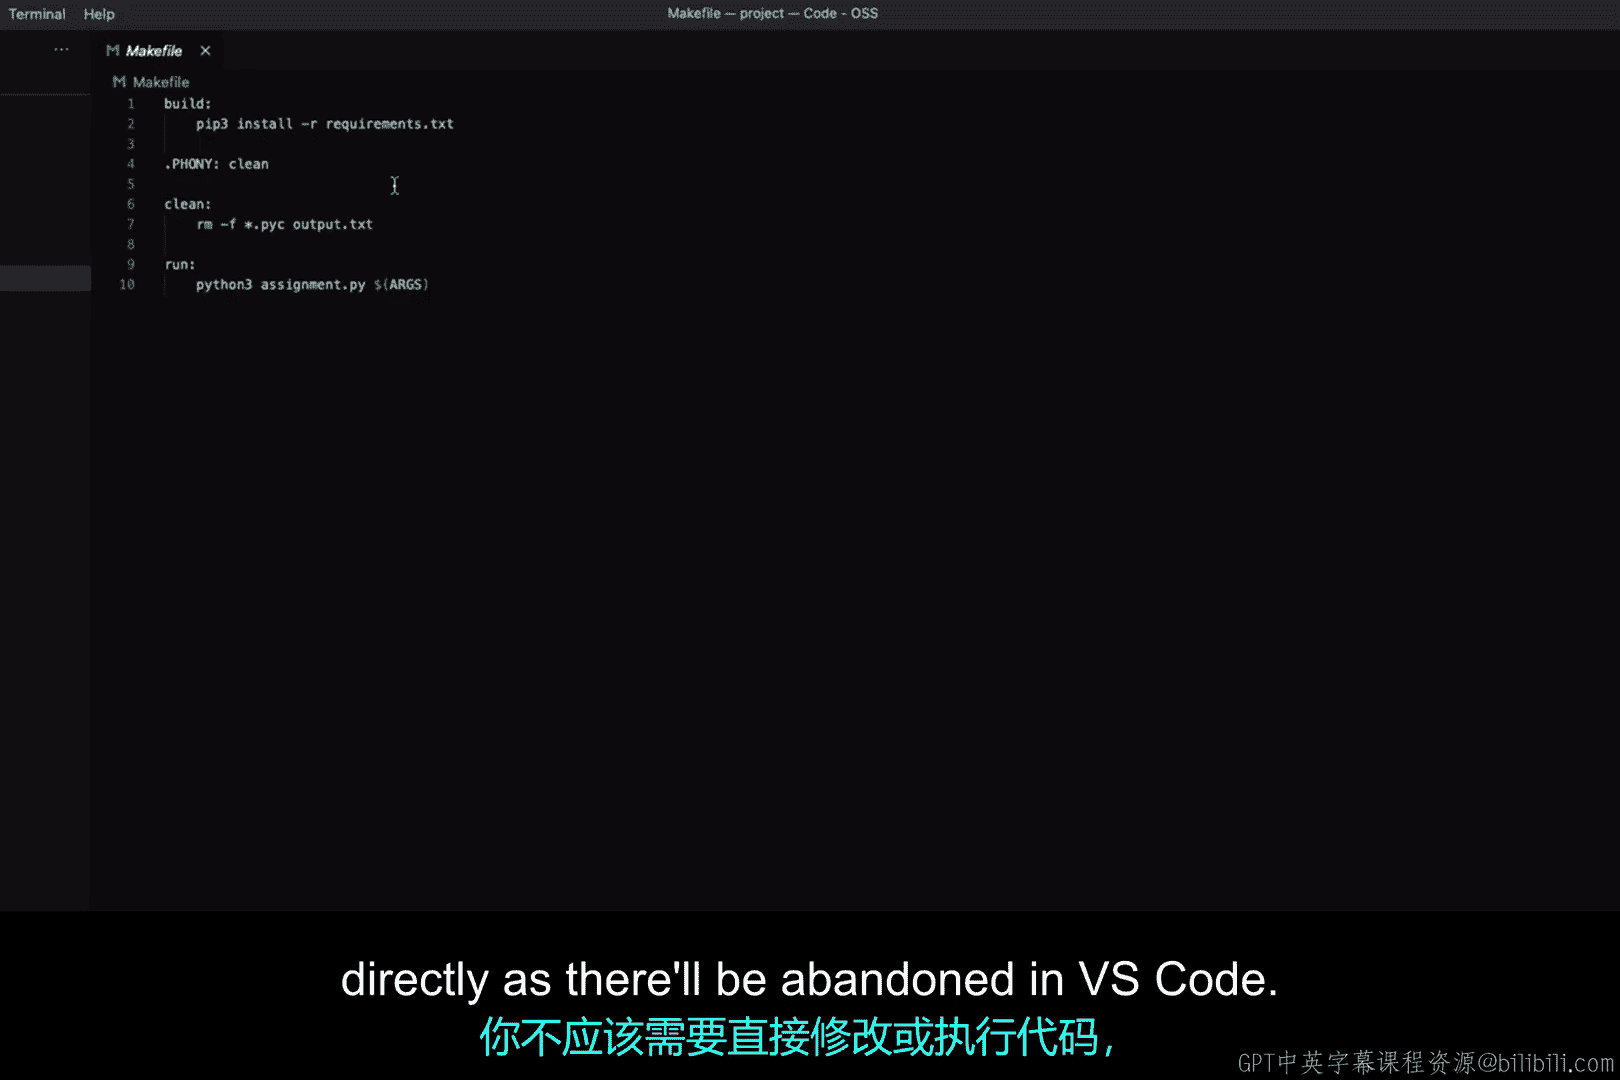 Terminal Help
Makefile — project — Code - OSS
··· M Makefile ×
M Makefile
1 build:
2 pip3 install -r requirements.txt
3
4 .PHONY: clean
5
6 clean:
7 rm -f *.pyc output.txt
8
9 run:
10 python3 assignment.py $(ARGS)
directly as there'll be abandoned in VS Code.
你不应该需要直接修改或执行代码，
GPT中英字幕课程资源@bilibili.com